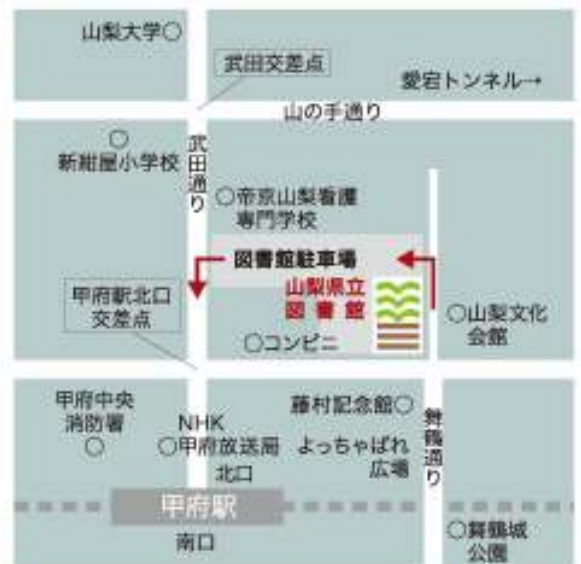 山梨大学○
武田交差点
愛宕トンネル→
山の手通り
○
新紺屋小学校
武田通り
○帝京山梨看護
専門学校
図書館駐車場
山梨県立
図書館
甲府駅北口
交差点
○コンビニ
○山梨文化
会館
甲府中央
消防署
○
NHK
○甲府放送局
北口
藤村記念館○
よっちゃばれ
広場
舞鶴通り
甲府駅
南口
○舞鶴城
公園